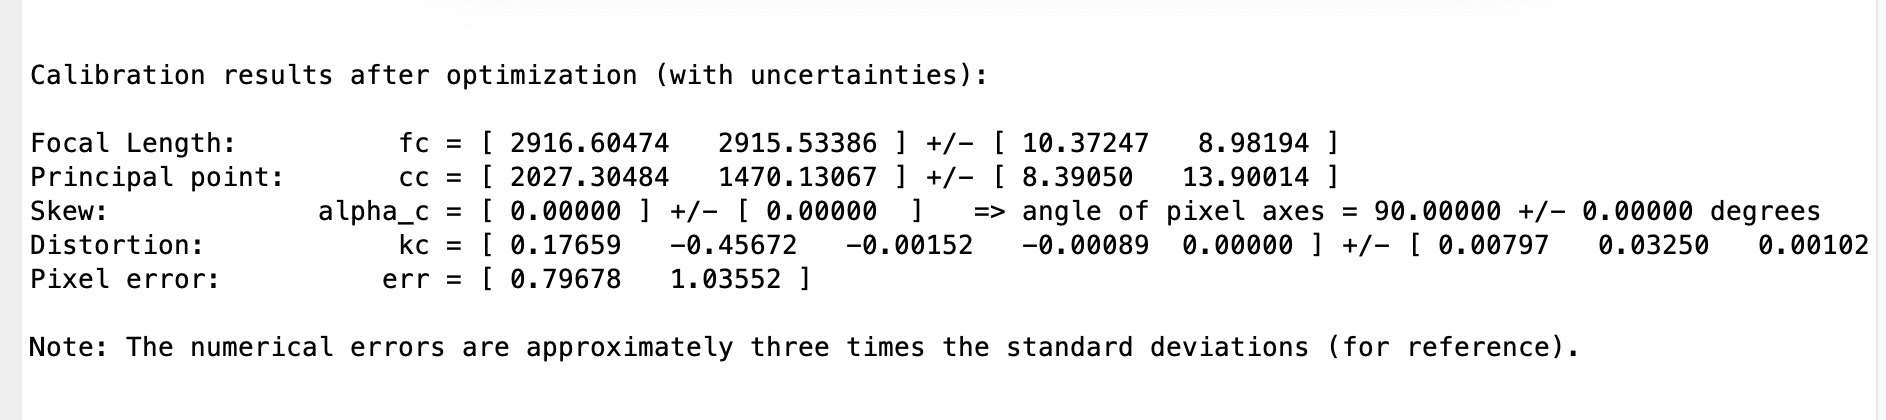 Calibration results after optimization (with uncertainties):
Focal Length: fc = [ 2916.60474 2915.53386 ] +/- [ 10.37247 8.98194 ]
Principal point: cc = [ 2027.30484 1470.13067 ] +/- [ 8.39050 13.90014 ]
Skew: alpha_c = [ 0.00000 ] +/- [ 0.00000 ] => angle of pixel axes = 90.00000 +/- 0.00000 degrees
Distortion: kc = [ 0.17659 -0.45672 -0.00152 -0.00089 0.00000 ] +/- [ 0.00797 0.03250 0.00102
Pixel error: err = [ 0.79678 1.03552 ]
Note: The numerical errors are approximately three times the standard deviations (for reference).